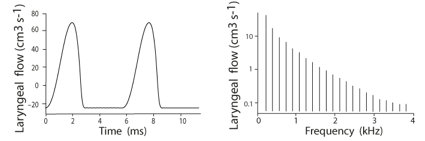 Laryngeal flow (cm3 s-1)
80
60
40
20
0
-20
0 2 4 6 8 10
Time (ms)
Laryngeal flow (cm3 s-1)
10
1
0.1
0 1 2 3 4
Frequency (kHz)